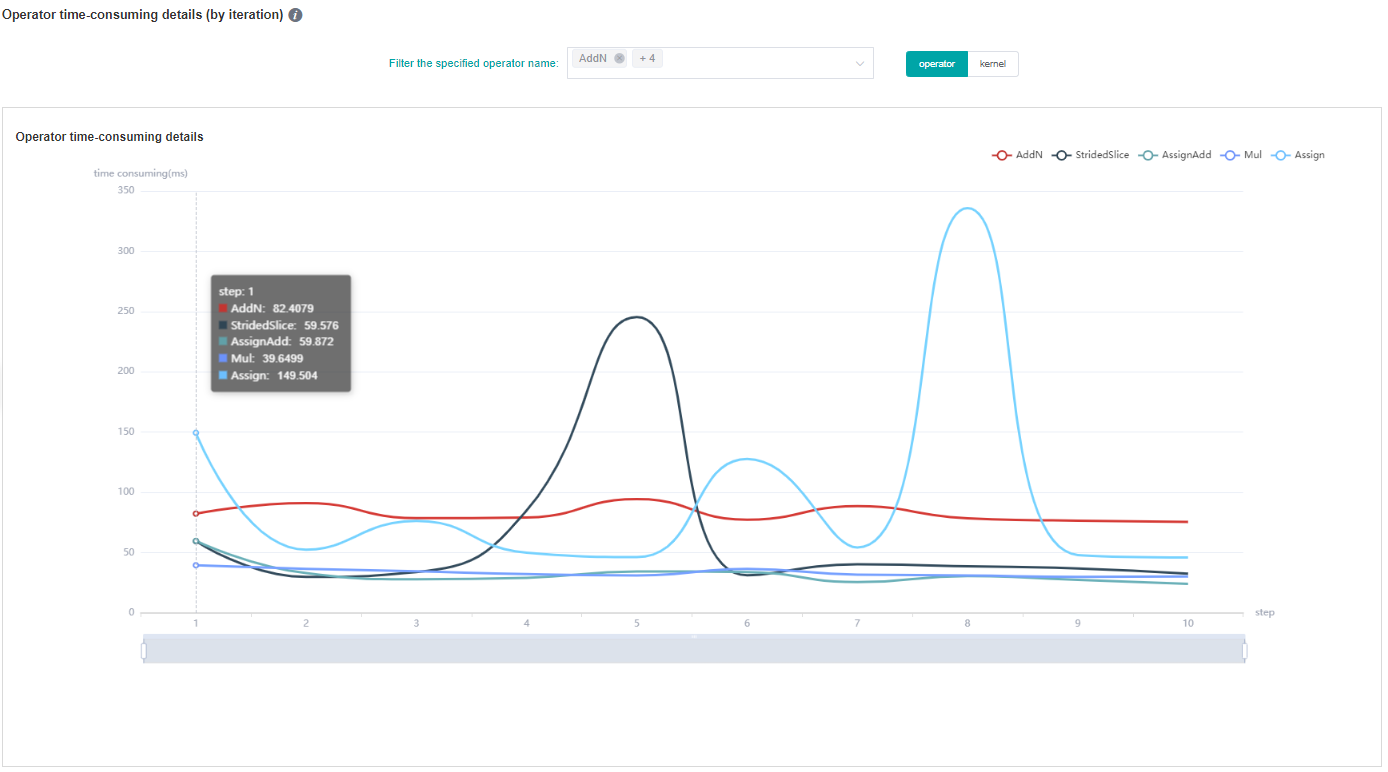 Operator time-consuming details (by iteration) i
Filter the specified operator name: AddN + 4 operator kernel
Operator time-consuming details
AddN StridedSlice AssignAdd Mul Assign
time consuming(ms)
350
300
250
200
150
100
50
0
step: 1
AddN: 82.4079
StridedSlice: 59.576
AssignAdd: 59.872
Mul: 39.6499
Assign: 149.504
step
1 2 3 4 5 6 7 8 9 10